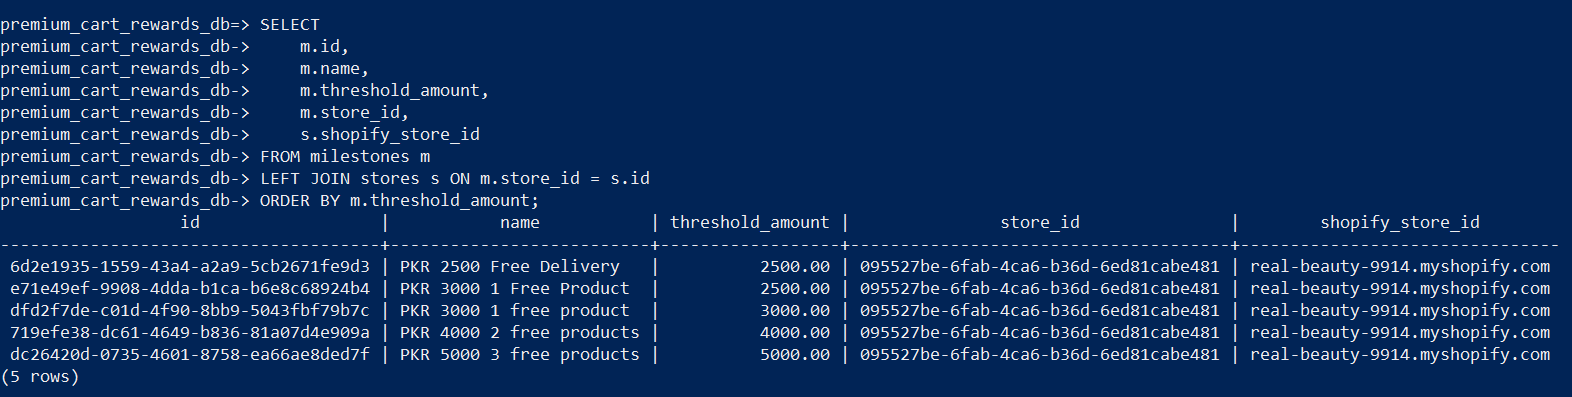 premium_cart_rewards_db=> SELECT
premium_cart_rewards_db->     m.id,
premium_cart_rewards_db->     m.name,
premium_cart_rewards_db->     m.threshold_amount,
premium_cart_rewards_db->     m.store_id,
premium_cart_rewards_db->     s.shopify_store_id
premium_cart_rewards_db-> FROM milestones m
premium_cart_rewards_db-> LEFT JOIN stores s ON m.store_id = s.id
premium_cart_rewards_db-> ORDER BY m.threshold_amount;
                  id                  |           name           | threshold_amount |               store_id               |        shopify_store_id
--------------------------------------+--------------------------+------------------+--------------------------------------+-------------------------------
 6d2e1935-1559-43a4-a2a9-5cb2671fe9d3 | PKR 2500 Free Delivery   |          2500.00 | 095527be-6fab-4ca6-b36d-6ed81cabe481 | real-beauty-9914.myshopify.com
 e71e49ef-9908-4dda-b1ca-b6e8c68924b4 | PKR 3000 1 Free Product  |          2500.00 | 095527be-6fab-4ca6-b36d-6ed81cabe481 | real-beauty-9914.myshopify.com
 dfd2f7de-c01d-4f90-8bb9-5043fbf79b7c | PKR 3000 1 free product  |          3000.00 | 095527be-6fab-4ca6-b36d-6ed81cabe481 | real-beauty-9914.myshopify.com
 719efe38-dc61-4649-b836-81a07d4e909a | PKR 4000 2 free products |          4000.00 | 095527be-6fab-4ca6-b36d-6ed81cabe481 | real-beauty-9914.myshopify.com
 dc26420d-0735-4601-8758-ea66ae8ded7f | PKR 5000 3 free products |          5000.00 | 095527be-6fab-4ca6-b36d-6ed81cabe481 | real-beauty-9914.myshopify.com
(5 rows)